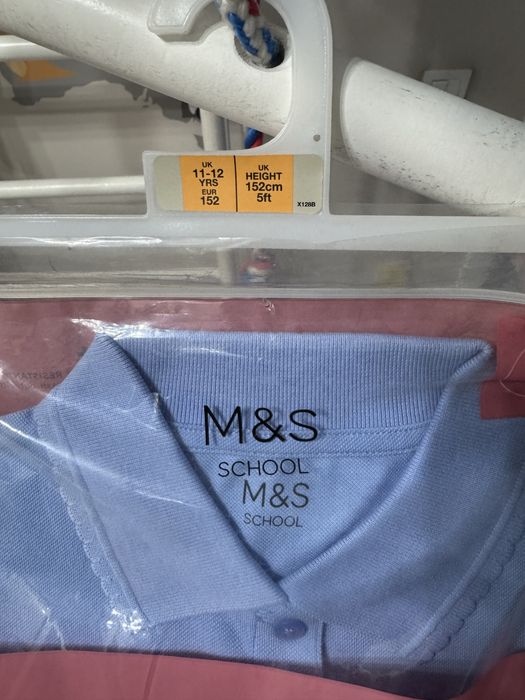 UK
11-12
YRS
EUR
152
UK
HEIGHT
152cm
5ft
X128B
M&S
SCHOOL
M&S
SCHOOL